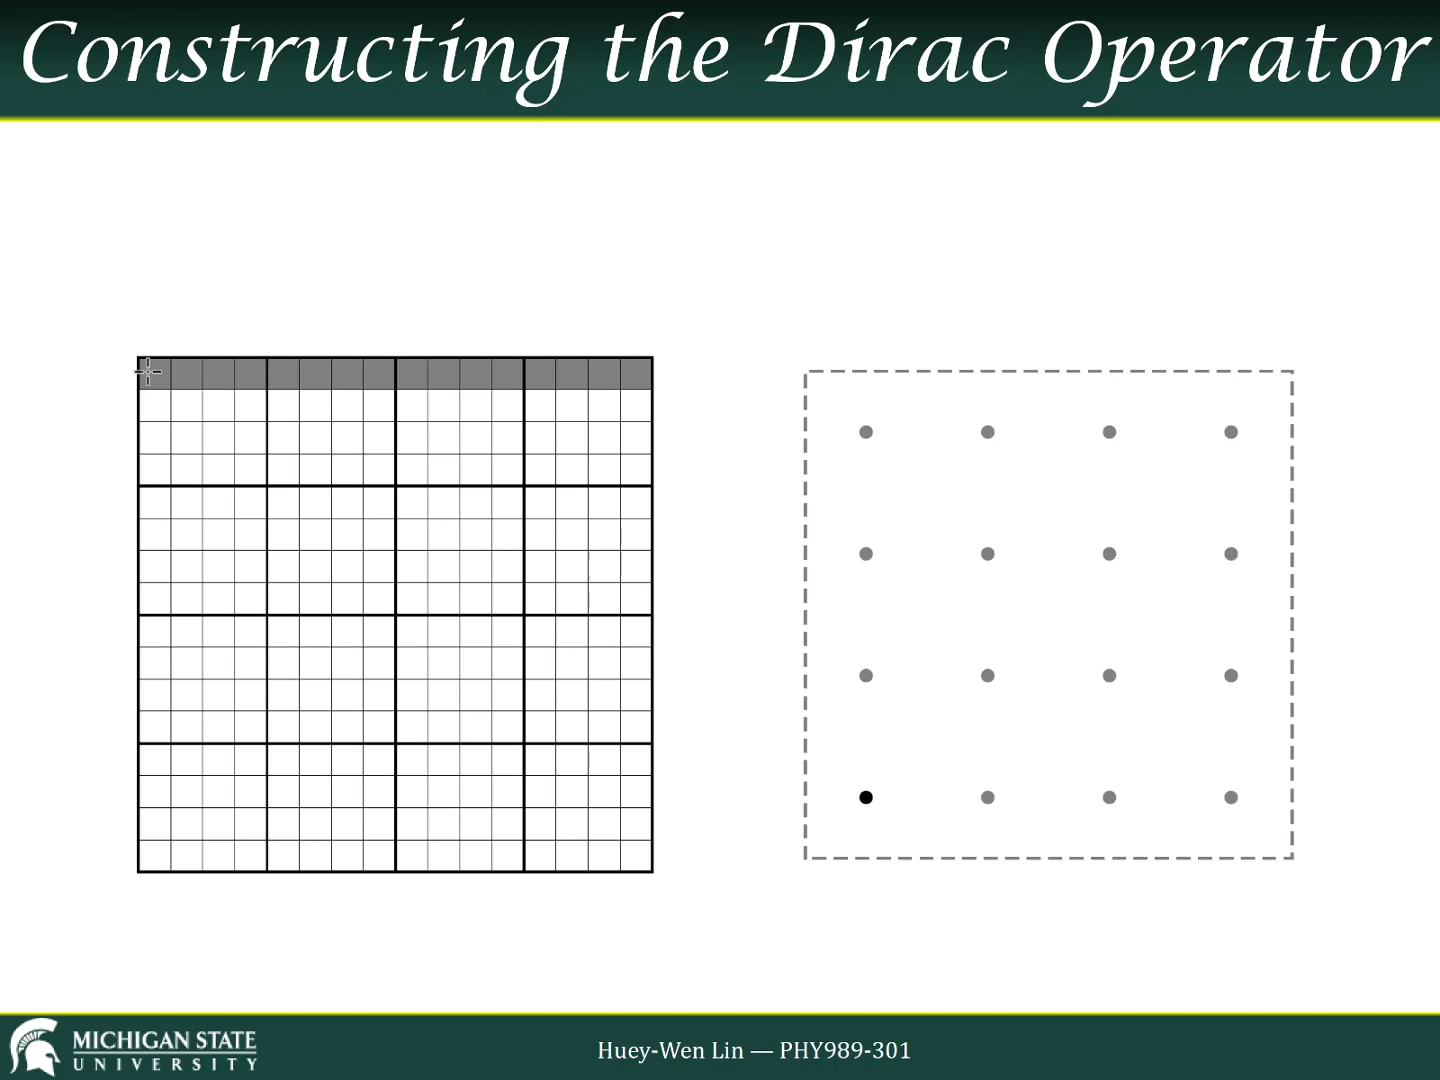 Constructing the Dirac Operator
MICHIGAN STATE
UNIVERSITY
Huey-Wen Lin — PHY989-301